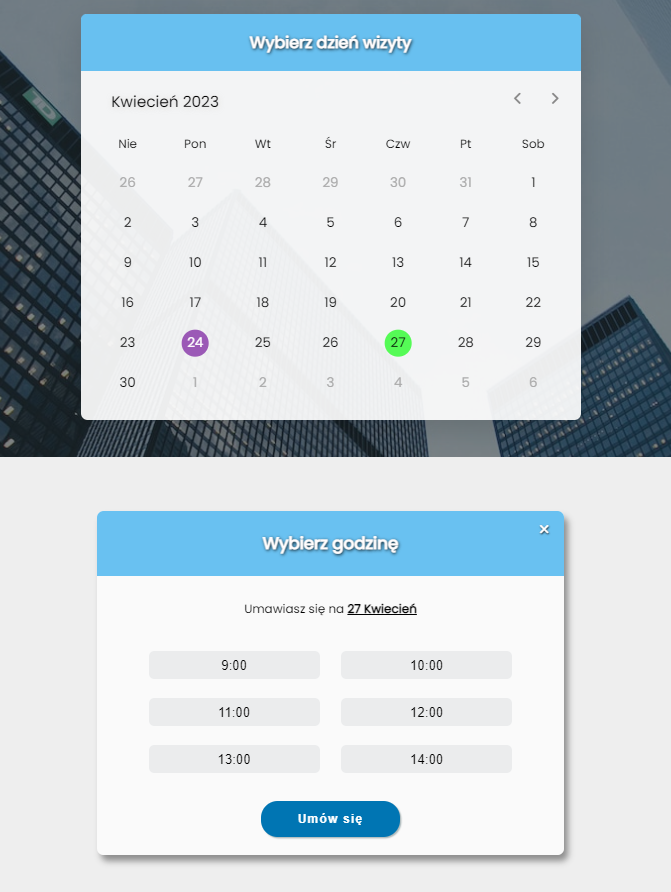 Wybierz dzień wizyty
Kwiecień 2023
Nie Pon Wt Śr Czw Pt Sob
26 27 28 29 30 31 1
2 3 4 5 6 7 8
9 10 11 12 13 14 15
16 17 18 19 20 21 22
23 24 25 26 27 28 29
30 1 2 3 4 5 6
Wybierz godzinę
Umawiasz się na 27 Kwiecień
9:00 10:00
11:00 12:00
13:00 14:00
Umów się